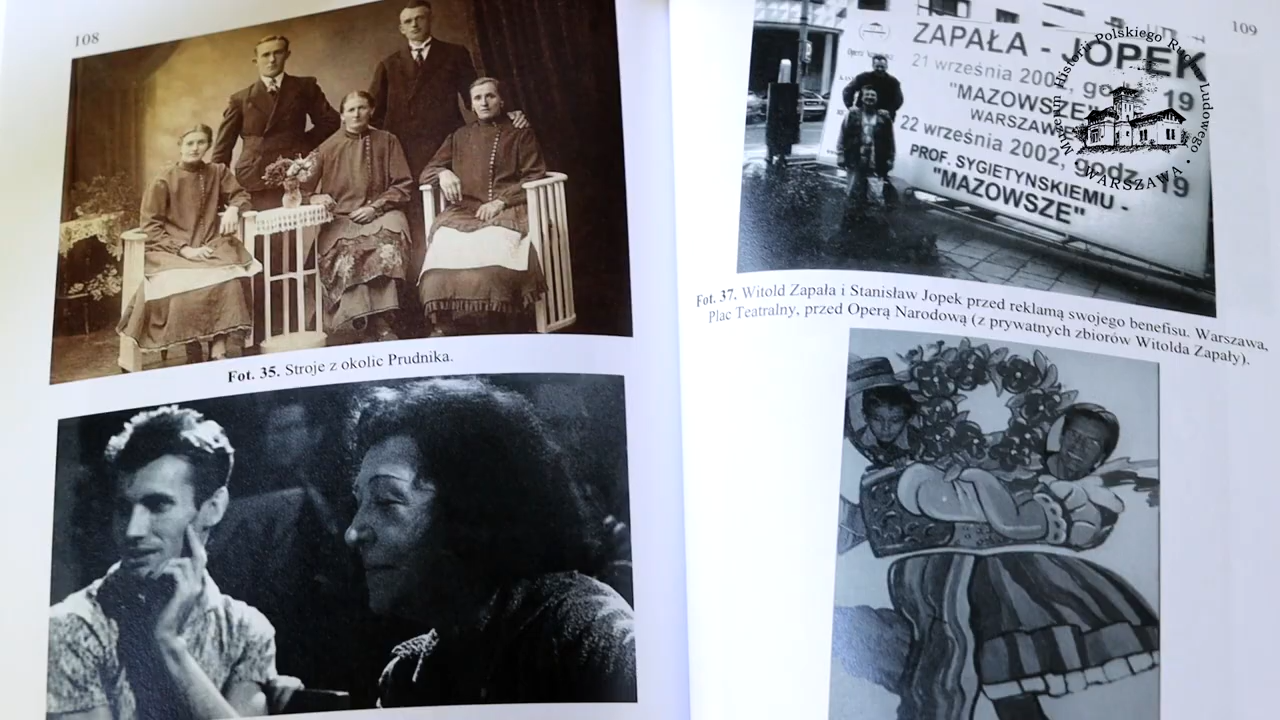 108
Fot. 35. Stroje z okolic Prudnika.
109
ZAPAŁA - JOPEK
21 września 2002, godz. 19
"MAZOWSZE"
22 września 2002, godz. 19
PROF. SYGIETYNSKIEMU -
"MAZOWSZE"
Muzeum Historii Polskiego Ruchu Ludowego • WARSZAWA •
Fot. 37. Witold Zapała i Stanisław Jopek przed reklamą swojego benefisu. Warszawa,
Plac Teatralny, przed Operą Narodową (z prywatnych zbiorów Witolda Zapały).